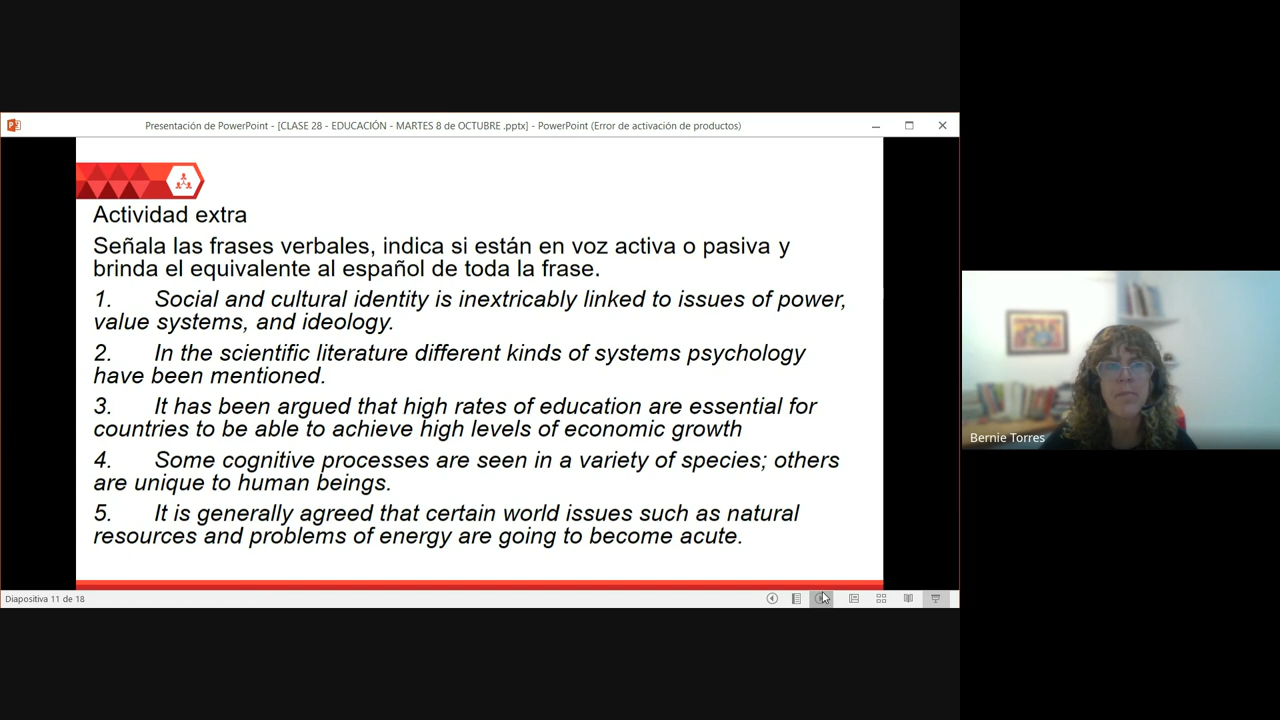 Presentación de PowerPoint - [CLASE 28 - EDUCACIÓN - MARTES 8 de OCTUBRE .pptx] - PowerPoint (Error de activación de productos)
Actividad extra
Señala las frases verbales, indica si están en voz activa o pasiva y
brinda el equivalente al español de toda la frase.
1. Social and cultural identity is inextricably linked to issues of power,
value systems, and ideology.
2. In the scientific literature different kinds of systems psychology
have been mentioned.
3. It has been argued that high rates of education are essential for
countries to be able to achieve high levels of economic growth
4. Some cognitive processes are seen in a variety of species; others
are unique to human beings.
5. It is generally agreed that certain world issues such as natural
resources and problems of energy are going to become acute.
Bernie Torres
Diapositiva 11 de 18